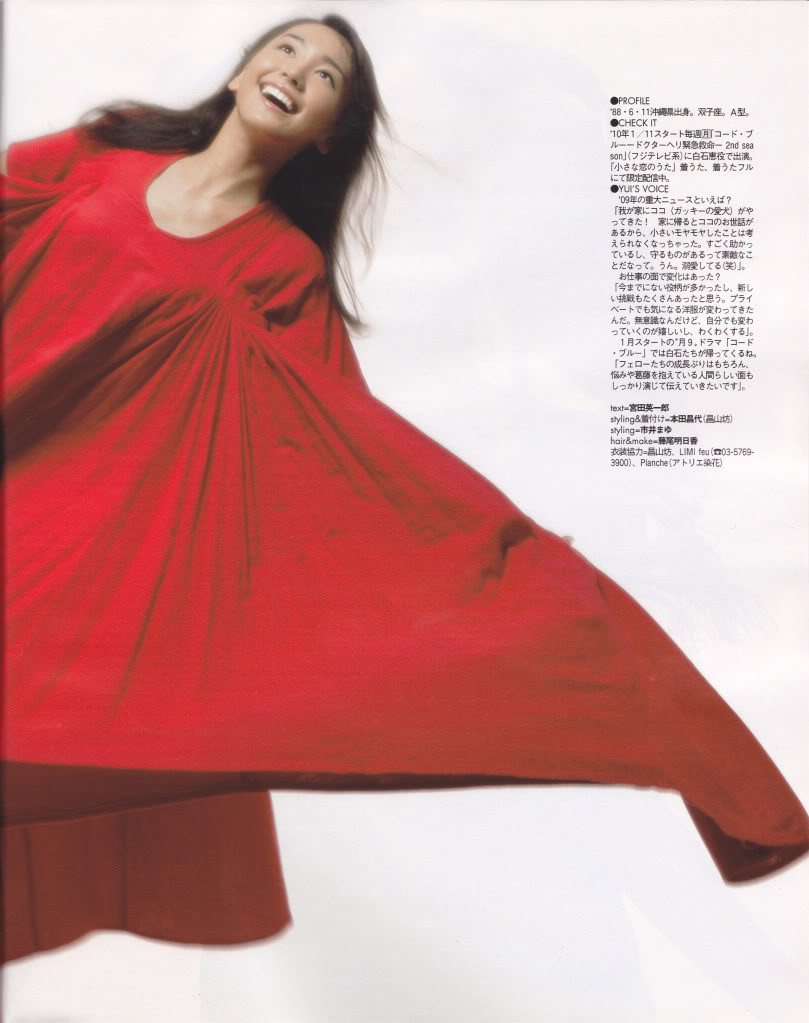 ●PROFILE
'88・6・11沖縄県出身。双子座。A型。
●CHECK IT
'10年1／11スタート毎週月「コード・ブ
ルー―ドクターヘリ緊急救命― 2nd sea
son」(フジテレビ系)に白石恵役で出演。
「小さな恋のうた」着うた、着うたフル
にて限定配信中。
●YUI'S VOICE
'09年の重大ニュースといえば？
「我が家にココ（ガッキーの愛犬）がや
ってきた！　家に帰るとココのお世話が
あるから、小さいモヤモヤしたことは考
えられなくなっちゃった。すごく助かっ
ているし、守るものがあるって素敵なこ
とだなって。うん。溺愛してる(笑)」。
お仕事の面で変化はあった？
「今までにない役柄が多かったし、新し
い挑戦もたくさんあったと思う。プライ
ベートでも気になる洋服が変わってきた
んだ。無意識なんだけど、自分でも変わ
っていくのが嬉しいし、わくわくする」。
1月スタートの“月9”ドラマ「コード
・ブルー」では白石たちが帰ってくるね。
「フェローたちの成長ぶりはもちろん、
悩みや葛藤を抱えている人間らしい面も
しっかり演じて伝えていきたいです」。
text=宮田英一郎
styling&着付け=本田昌代(昌山坊)
styling=市井まゆ
hair&make=藤尾明日香
衣装協力=昌山坊、LIMI feu(☎03-5769-
3900)、Planche(アトリエ染花)